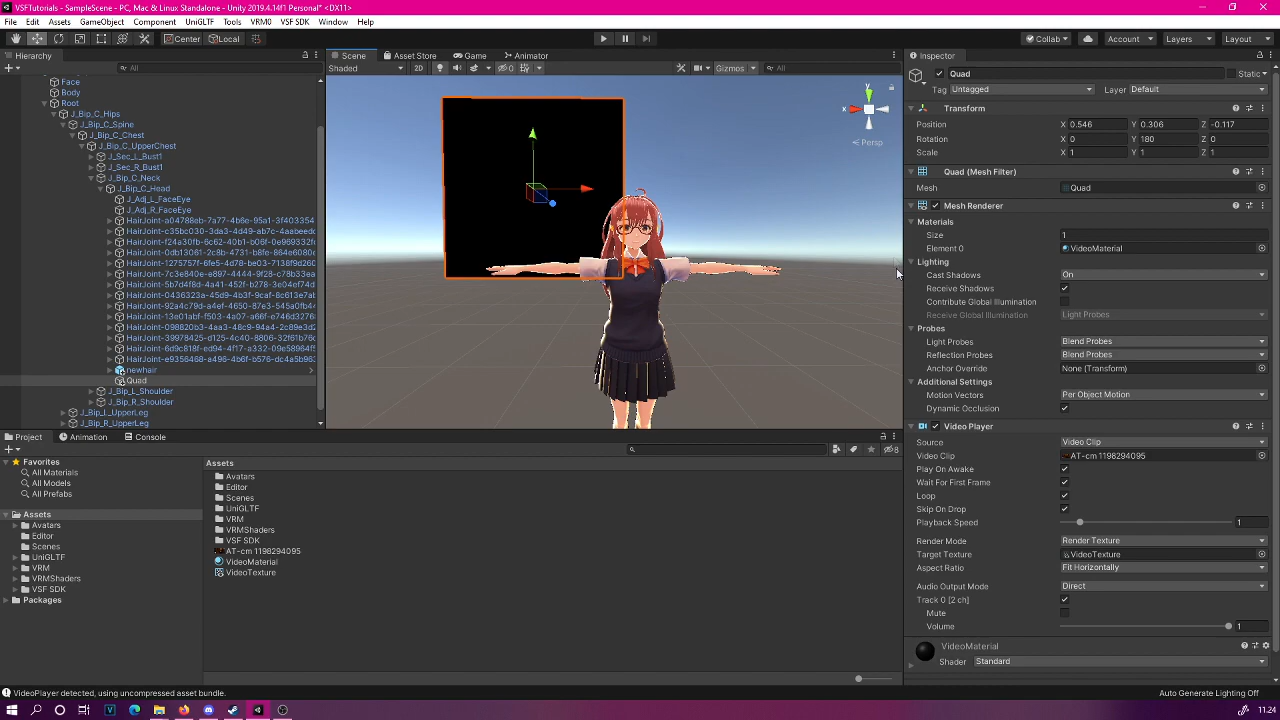 VSFTutorials - SampleScene - PC, Mac & Linux Standalone - Unity 2019.4.14f1 Personal* <DX11>
File Edit Assets GameObject Component UniGLTF Tools VRM0 VSF SDK Window Help
Center Local Collab Account Layers Layout
Hierarchy
All
Face
Body
Root
J_Bip_C_Hips
J_Bip_C_Spine
J_Bip_C_Chest
J_Bip_C_UpperChest
J_Sec_L_Bust1
J_Sec_R_Bust1
J_Bip_C_Neck
J_Bip_C_Head
J_Adj_L_FaceEye
J_Adj_R_FaceEye
newhair
Quad
J_Bip_L_Shoulder
J_Bip_R_Shoulder
J_Bip_L_UpperLeg
J_Bip_R_UpperLeg
Scene Asset Store Game Animator
Shaded 2D 0 Gizmos All
y
x
Persp
Inspector
Quad Static
Tag Untagged Layer Default
Transform
Position X 0.546 Y 0.306 Z -0.117
Rotation X 0 Y 180 Z 0
Scale X 1 Y 1 Z 1
Quad (Mesh Filter)
Mesh Quad
Mesh Renderer
Materials
Size 1
Element 0 VideoMaterial
Lighting
Cast Shadows On
Receive Shadows
Contribute Global Illumination
Receive Global Illumination Light Probes
Probes
Light Probes Blend Probes
Reflection Probes Blend Probes
Anchor Override None (Transform)
Additional Settings
Motion Vectors Per Object Motion
Dynamic Occlusion
Video Player
Source Video Clip
Video Clip AT-cm 1198294095
Play On Awake
Wait For First Frame
Loop
Skip On Drop
Playback Speed 1
Render Mode Render Texture
Target Texture VideoTexture
Aspect Ratio Fit Horizontally
Audio Output Mode Direct
Track 0 [2 ch]
Mute
Volume 1
VideoMaterial
Shader Standard
Project Animation Console
8
Favorites
All Materials
All Models
All Prefabs
Assets
Avatars
Editor
Scenes
UniGLTF
VRM
VRMShaders
VSF SDK
Packages
Assets
Avatars
Editor
Scenes
UniGLTF
VRM
VRMShaders
VSF SDK
AT-cm 1198294095
VideoMaterial
VideoTexture
VideoPlayer detected, using uncompressed asset bundle. Auto Generate Lighting Off
11.24